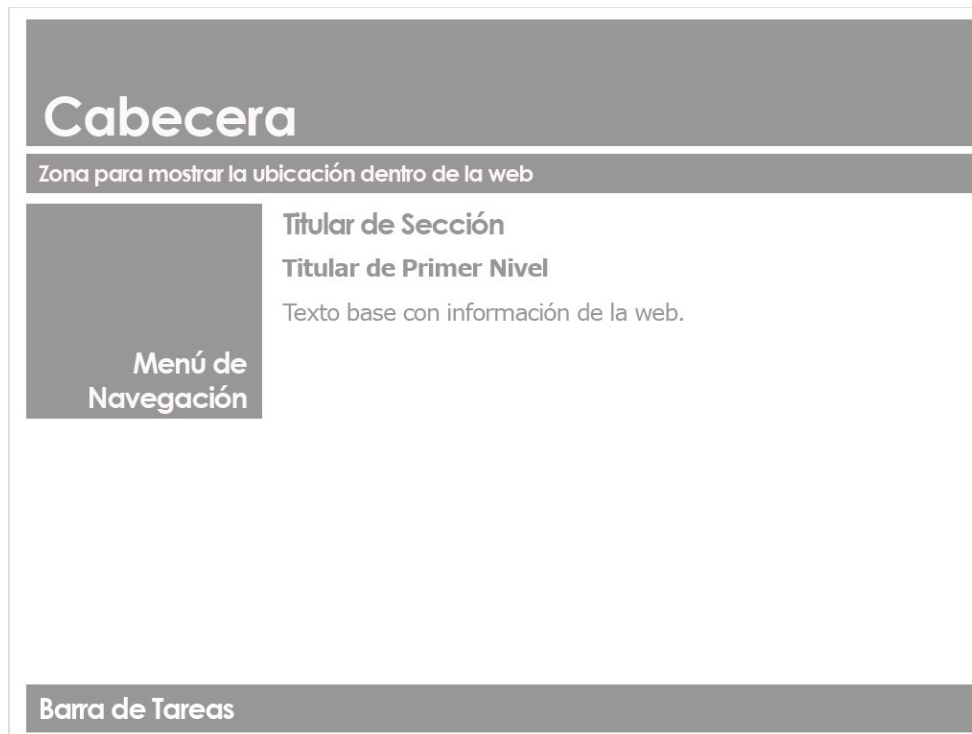 Cabecera
Zona para mostrar la ubicación dentro de la web
Titular de Sección
Titular de Primer Nivel
Texto base con información de la web.
Menú de
Navegación
Barra de Tareas